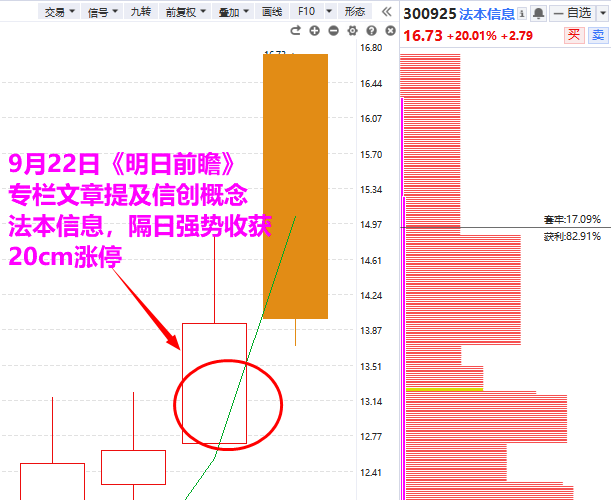 交易 信号 九转 前复权 叠加 画线 F10 形态
300925 法本信息 自选
16.73 +20.01% +2.79 买 卖
16.80
16.73
16.44
16.07
15.70
15.34
14.97
14.61
14.24
13.87
13.51
13.14
12.77
12.41
9月22日《明日前瞻》
专栏文章提及信创概念
法本信息，隔日强势收获
20cm涨停
套牢:17.09%
获利:82.91%